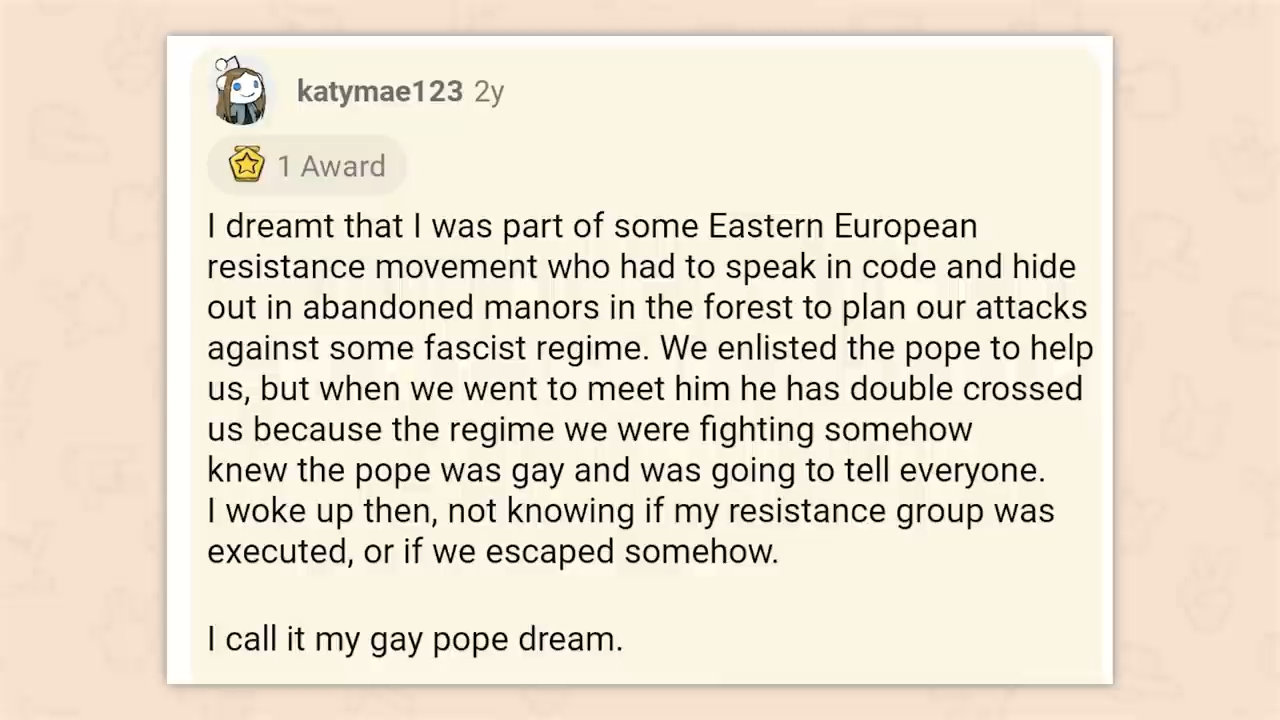 katymae123 2y
1 Award
I dreamt that I was part of some Eastern European
resistance movement who had to speak in code and hide
out in abandoned manors in the forest to plan our attacks
against some fascist regime. We enlisted the pope to help
us, but when we went to meet him he has double crossed
us because the regime we were fighting somehow
knew the pope was gay and was going to tell everyone.
I woke up then, not knowing if my resistance group was
executed, or if we escaped somehow.
I call it my gay pope dream.